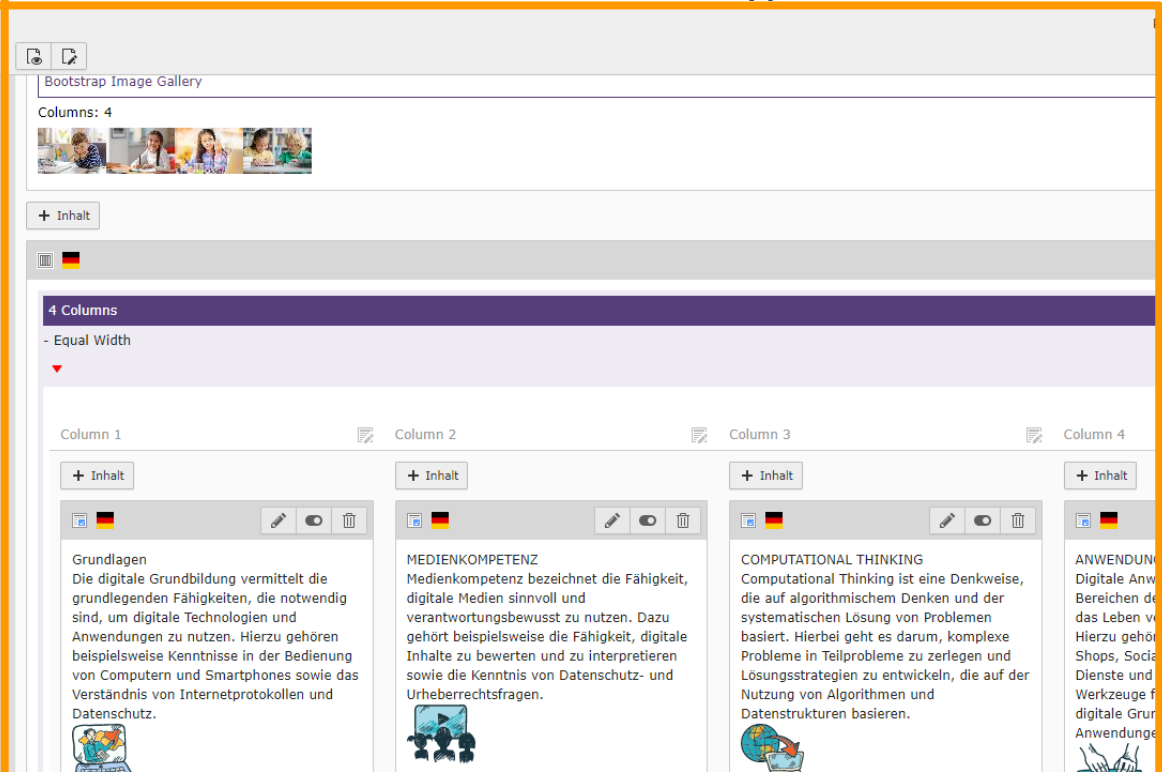 Bootstrap Image Gallery
Columns: 4
+ Inhalt
4 Columns
- Equal Width
Column 1
Column 2
Column 3
Column 4
+ Inhalt
+ Inhalt
+ Inhalt
+ Inhalt
Grundlagen
Die digitale Grundbildung vermittelt die
grundlegenden Fähigkeiten, die notwendig
sind, um digitale Technologien und
Anwendungen zu nutzen. Hierzu gehören
beispielsweise Kenntnisse in der Bedienung
von Computern und Smartphones sowie das
Verständnis von Internetprotokollen und
Datenschutz.
MEDIENKOMPETENZ
Medienkompetenz bezeichnet die Fähigkeit,
digitale Medien sinnvoll und
verantwortungsbewusst zu nutzen. Dazu
gehört beispielsweise die Fähigkeit, digitale
Inhalte zu bewerten und zu interpretieren
sowie die Kenntnis von Datenschutz- und
Urheberrechtsfragen.
COMPUTATIONAL THINKING
Computational Thinking ist eine Denkweise,
die auf algorithmischem Denken und der
systematischen Lösung von Problemen
basiert. Hierbei geht es darum, komplexe
Probleme in Teilprobleme zu zerlegen und
Lösungsstrategien zu entwickeln, die auf der
Nutzung von Algorithmen und
Datenstrukturen basieren.
Digitale
Bereichen
das Leben
Hierzu
Shops,
Dienste und
Werkzeuge
digitale